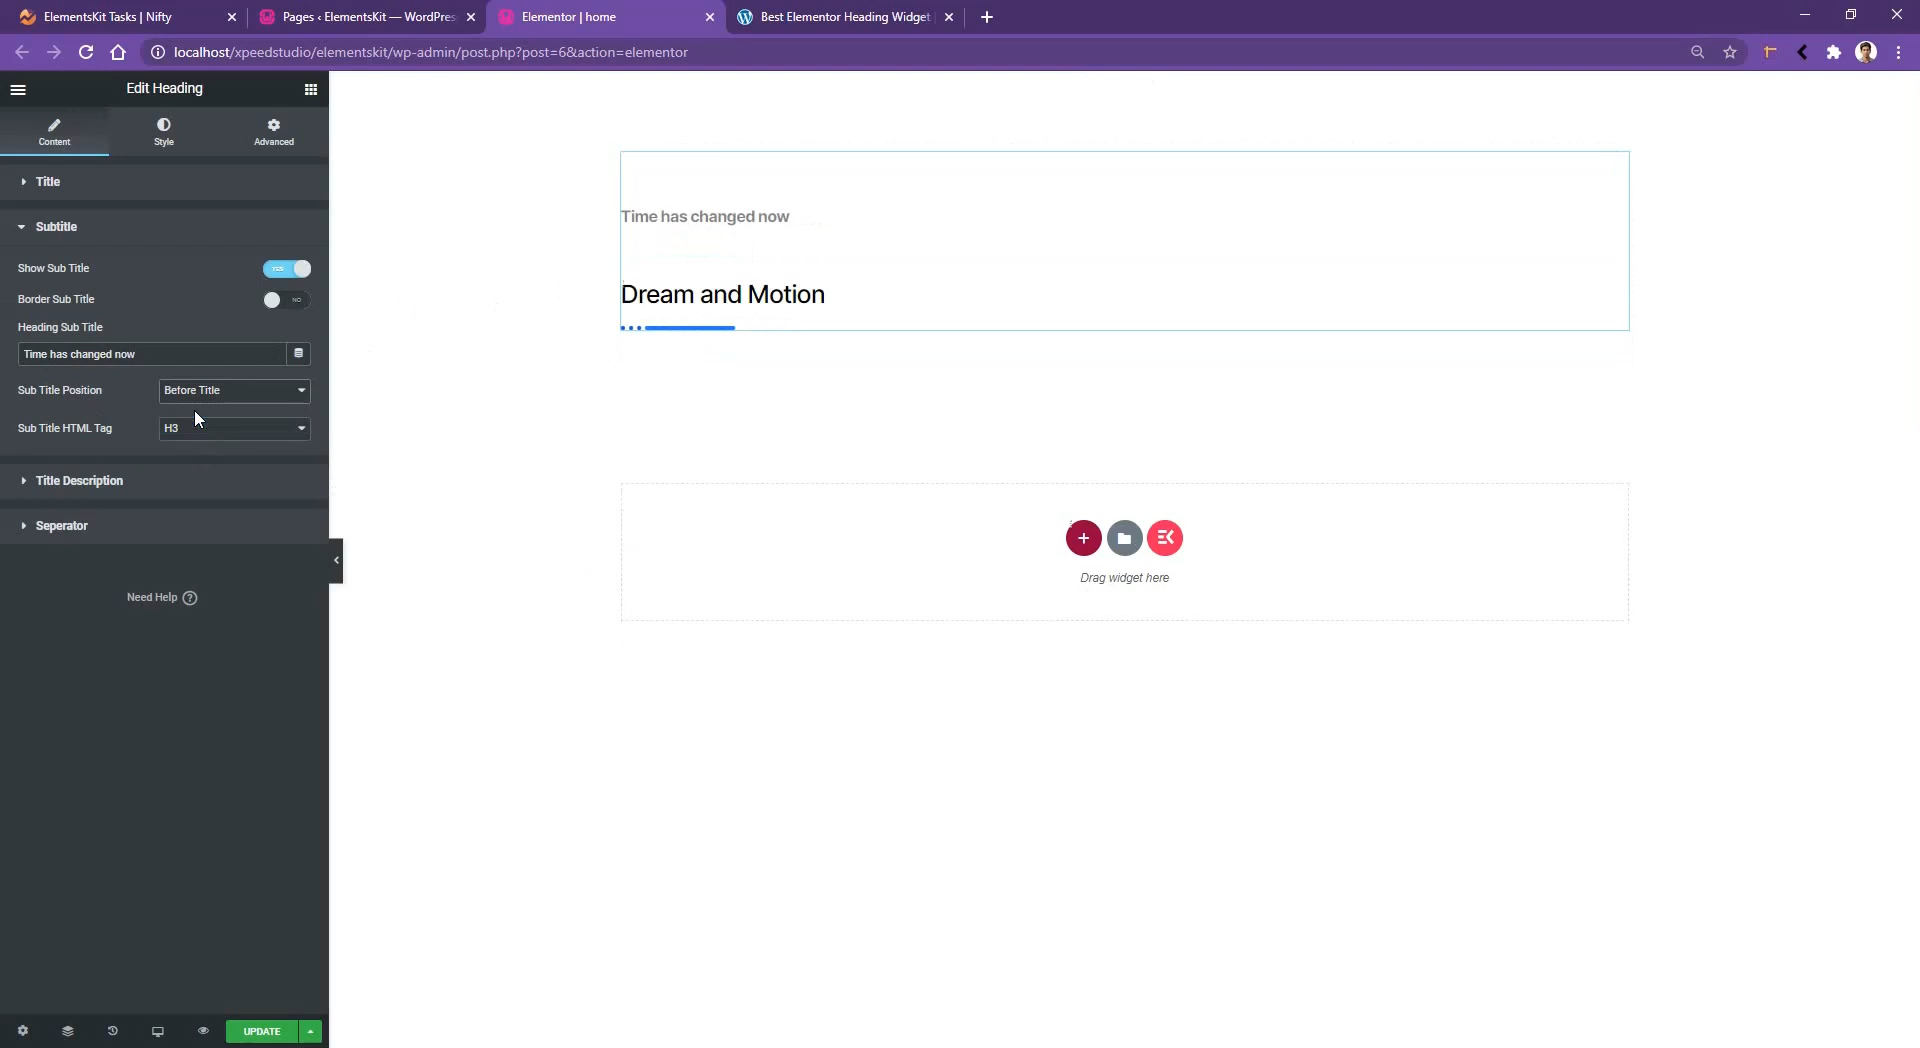 ElementsKit Tasks | Nifty
Pages ‹ ElementsKit — WordPres
Elementor | home
Best Elementor Heading Widget
localhost/xpeedstudio/elementskit/wp-admin/post.php?post=6&action=elementor
Edit Heading
Content
Style
Advanced
Title
Subtitle
Show Sub Title
YES
Border Sub Title
NO
Heading Sub Title
Time has changed now
Sub Title Position
Before Title
Sub Title HTML Tag
H3
Title Description
Seperator
Need Help ?
UPDATE
Time has changed now
Dream and Motion
Drag widget here